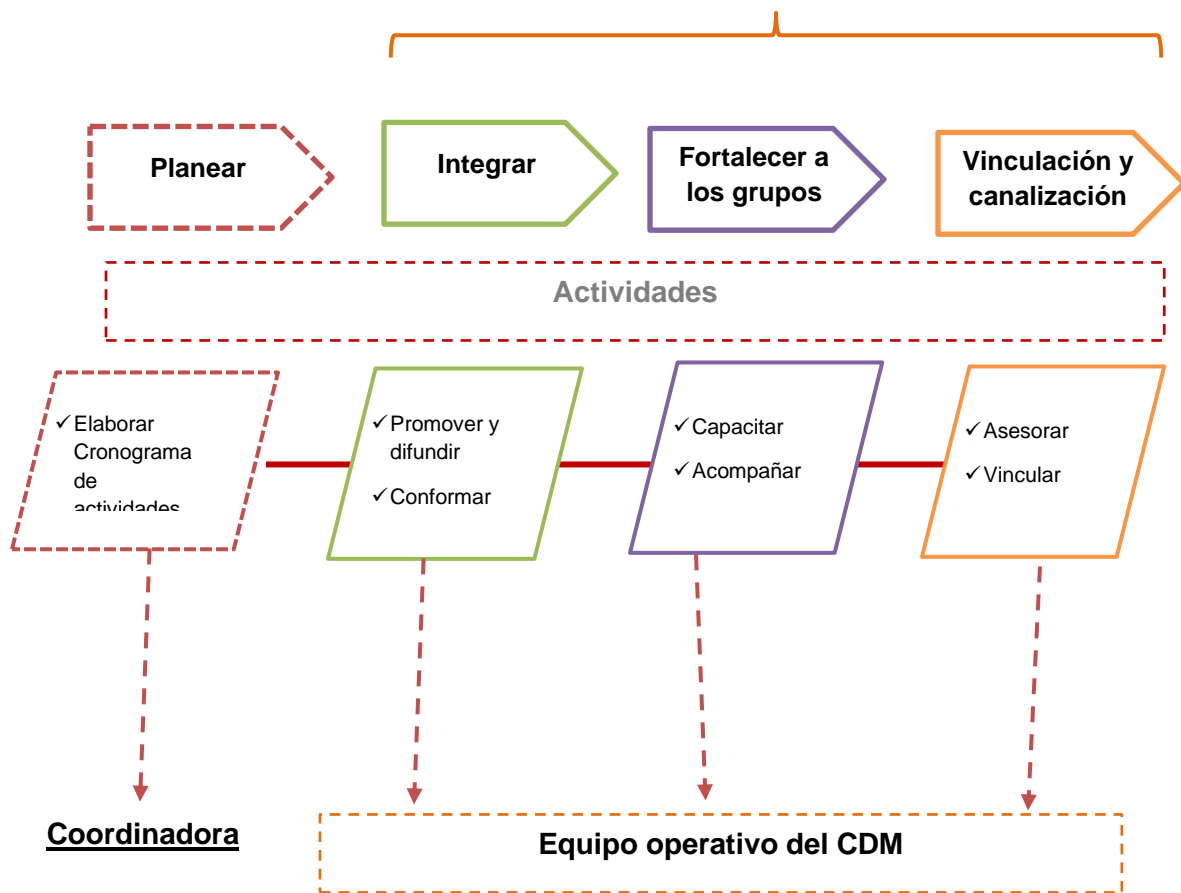 Planear
Integrar
Fortalecer a
los grupos
Vinculación y
canalización
Actividades
✓ Elaborar
Cronograma
de
actividades
✓ Promover y
difundir
✓ Conformar
✓ Capacitar
✓ Acompañar
✓ Asesorar
✓ Vincular
Coordinadora
Equipo operativo del CDM